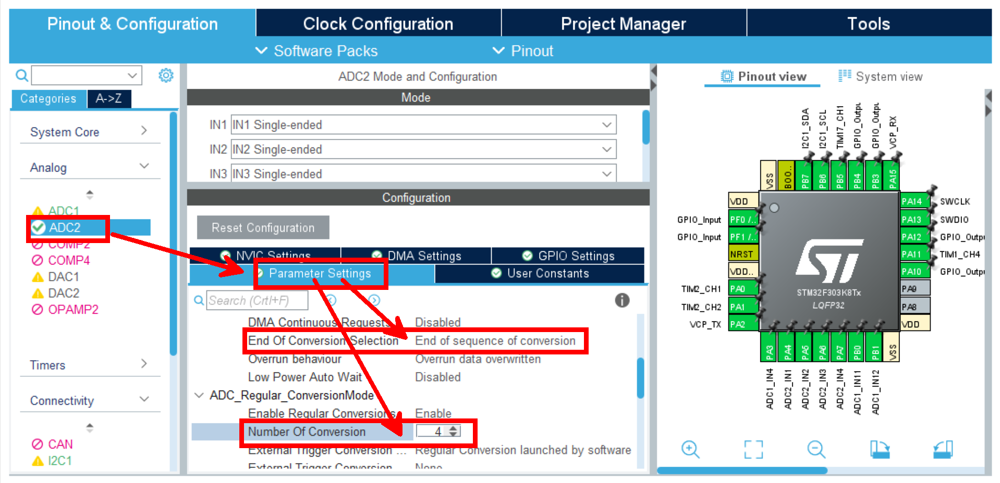 Pinout & Configuration
Clock Configuration
Project Manager
Tools
Software Packs
Pinout
Categories
A->Z
System Core
Analog
ADC1
ADC2
COMP2
COMP4
DAC1
DAC2
OPAMP2
Timers
Connectivity
CAN
I2C1
ADC2 Mode and Configuration
Mode
IN1 IN1 Single-ended
IN2 IN2 Single-ended
IN3 IN3 Single-ended
Configuration
Reset Configuration
NVIC Settings
DMA Settings
GPIO Settings
Parameter Settings
User Constants
Search (Crtl+F)
DMA Continuous Requests Disabled
End Of Conversion Selection End of sequence of conversion
Overrun behaviour Overrun data overwritten
Low Power Auto Wait Disabled
ADC_Regular_ConversionMode
Enable Regular Conversions Enable
Number Of Conversion 4
External Trigger Conversion ... Regular Conversion launched by software
External Trigger Conversion None
Pinout view
System view
I2C1_SDA
I2C1_SCL
TIM17_CH1
GPIO_Outpu
GPIO_Outpu
VCP_RX
VSS
BOO..
PB7
PB6
PB5
PB4
PB3
PA15
VDD
GPIO_Input PF0 /..
GPIO_Input PF1 /..
NRST
VDD..
TIM2_CH1 PA0
TIM2_CH2 PA1
VCP_TX PA2
STM32F303K8Tx
LQFP32
PA14 SWCLK
PA13 SWDIO
PA12 GPIO_Outpu
PA11 TIM1_CH4
PA10 GPIO_Outpu
PA9
PA8
VDD
PA3
PA4
PA5
PA6
PA7
PB0
PB1
VSS
ADC1_IN4
ADC2_IN1
ADC2_IN2
ADC2_IN3
ADC2_IN4
ADC1_IN11
ADC1_IN12